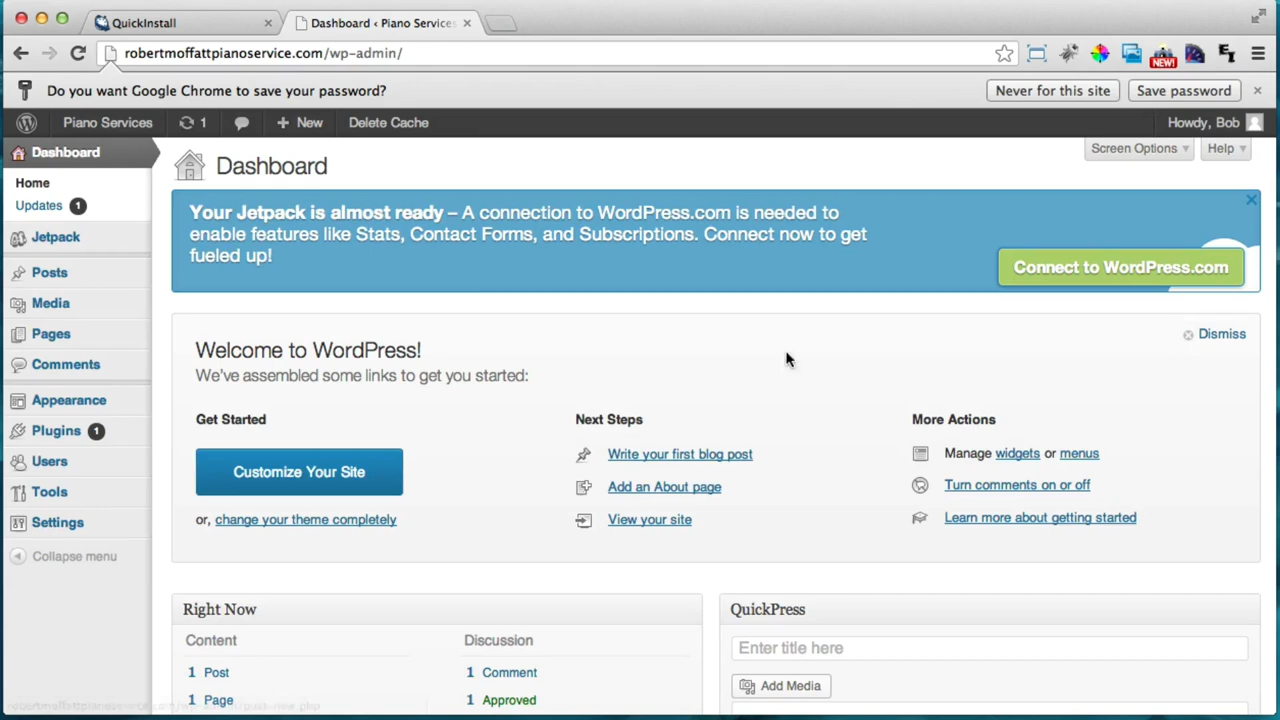 QuickInstall
Dashboard ‹ Piano Services
robertmoffattpianoservice.com/wp-admin/
NEW!
Do you want Google Chrome to save your password?
Never for this site
Save password
Piano Services
1
New
Delete Cache
Howdy, Bob
Dashboard
Home
Updates 1
Jetpack
Posts
Media
Pages
Comments
Appearance
Plugins 1
Users
Tools
Settings
Collapse menu
Dashboard
Screen Options
Help
Your Jetpack is almost ready – A connection to WordPress.com is needed to
enable features like Stats, Contact Forms, and Subscriptions. Connect now to get
fueled up!
Connect to WordPress.com
Welcome to WordPress!
Dismiss
We've assembled some links to get you started:
Get Started
Customize Your Site
or, change your theme completely
Next Steps
Write your first blog post
Add an About page
View your site
More Actions
Manage widgets or menus
Turn comments on or off
Learn more about getting started
Right Now
Content
1 Post
1 Page
Discussion
1 Comment
1 Approved
QuickPress
Enter title here
Add Media